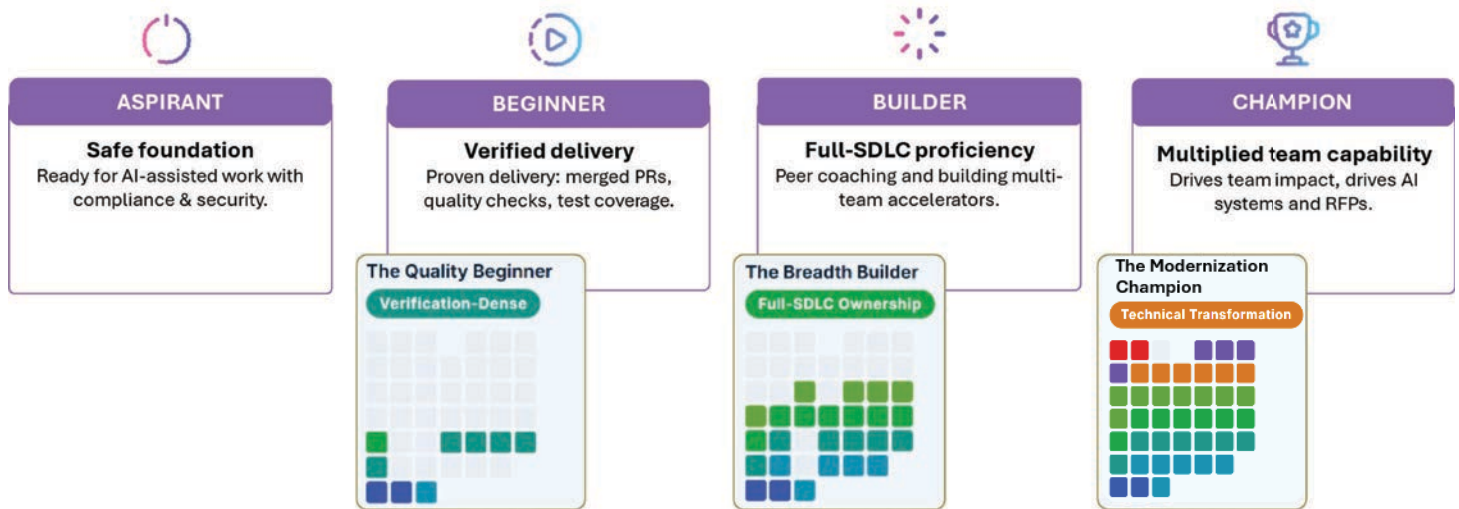 ASPIRANT
Safe foundation
Ready for AI-assisted work with
compliance & security.
BEGINNER
Verified delivery
Proven delivery: merged PRs,
quality checks, test coverage.
The Quality Beginner
Verification-Dense
BUILDER
Full-SDLC proficiency
Peer coaching and building multi-
team accelerators.
The Breadth Builder
Full-SDLC Ownership
CHAMPION
Multiplied team capability
Drives team impact, drives AI
systems and RFPs.
The Modernization
Champion
Technical Transformation